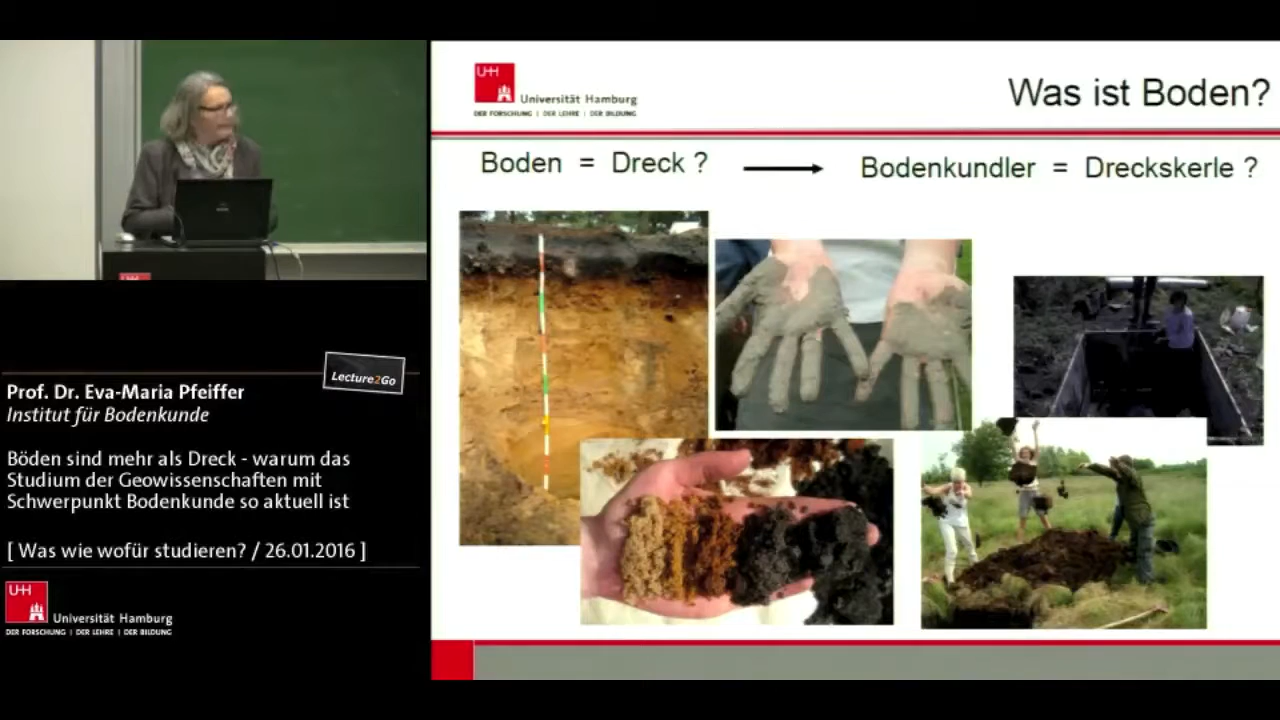 UHH
Universität Hamburg
DER FORSCHUNG | DER LEHRE | DER BILDUNG
Was ist Boden?
Boden = Dreck ?
Bodenkundler = Dreckskerle ?
Lecture2Go
Prof. Dr. Eva-Maria Pfeiffer
Institut für Bodenkunde
Böden sind mehr als Dreck - warum das
Studium der Geowissenschaften mit
Schwerpunkt Bodenkunde so aktuell ist
[ Was wie wofür studieren? / 26.01.2016 ]
UHH
Universität Hamburg
DER FORSCHUNG | DER LEHRE | DER BILDUNG